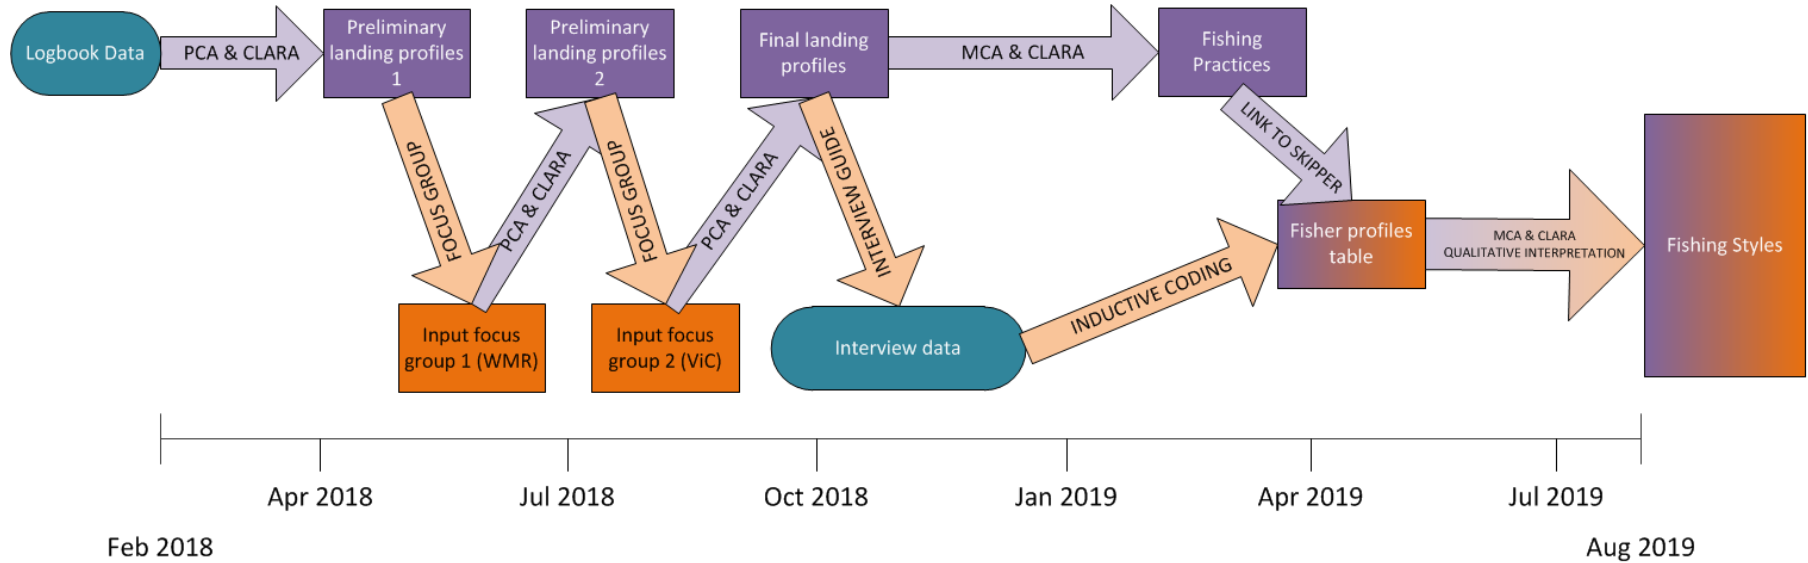 Logbook Data
PCA & CLARA
Preliminary
landing profiles
1
Preliminary
landing profiles
2
Final landing
profiles
MCA & CLARA
Fishing
Practices
FOCUS GROUP
PCA & CLARA
FOCUS GROUP
PCA & CLARA
INTERVIEW GUIDE
LINK TO SKIPPER
Input focus
group 1 (WMR)
Input focus
group 2 (ViC)
Interview data
INDUCTIVE CODING
Fisher profiles
table
MCA & CLARA
QUALITATIVE INTERPRETATION
Fishing Styles
Apr 2018
Jul 2018
Oct 2018
Jan 2019
Apr 2019
Jul 2019
Feb 2018
Aug 2019